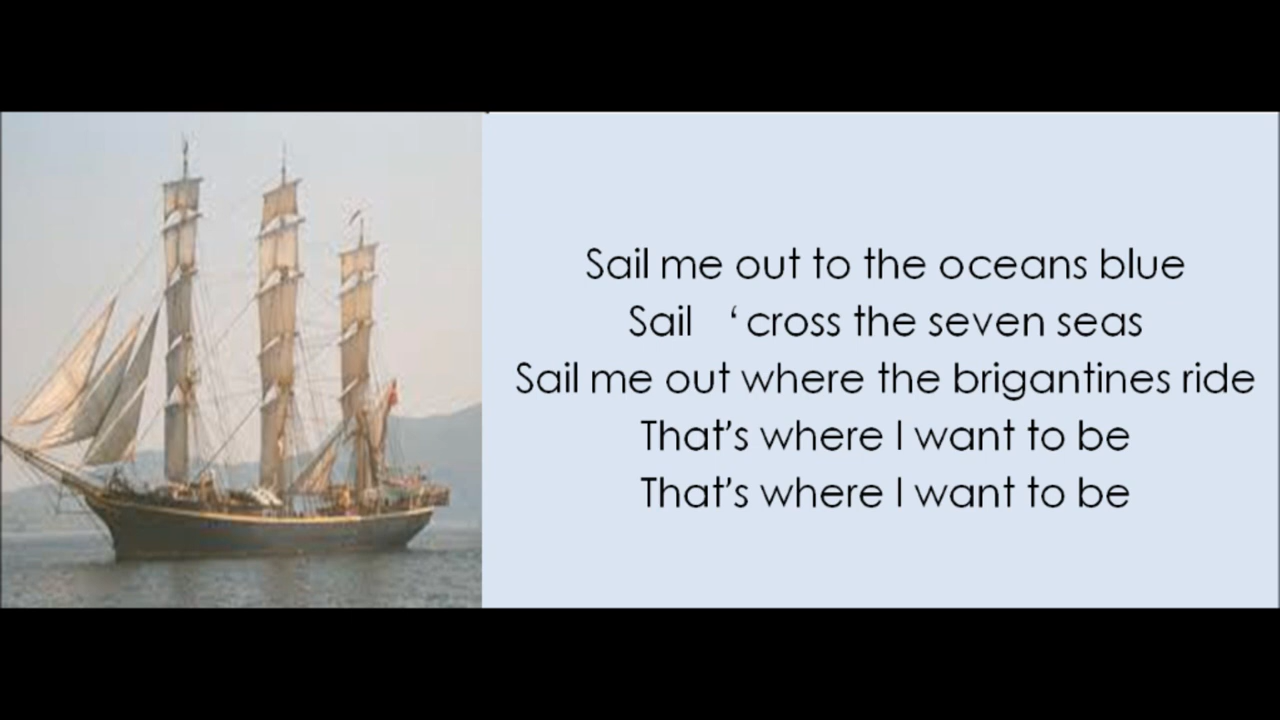 Sail me out to the oceans blue
Sail ‘cross the seven seas
Sail me out where the brigantines ride
That's where I want to be
That's where I want to be